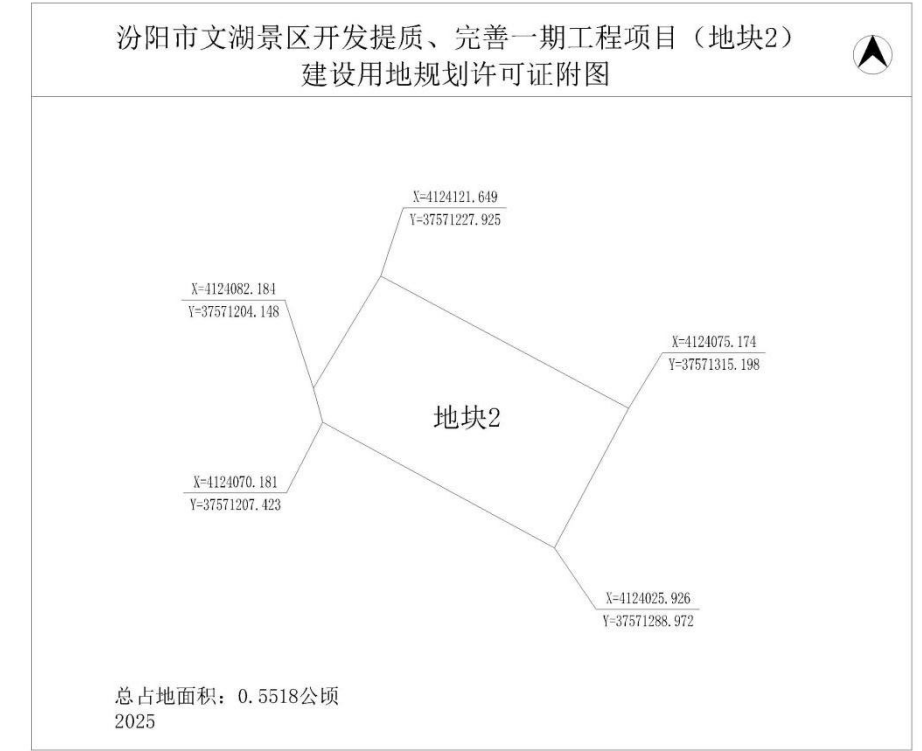 汾阳市文湖景区开发提质、完善一期工程项目（地块2）
建设用地规划许可证附图
X=4124121.649
Y=37571227.925
X=4124082.184
Y=37571204.148
X=4124075.174
Y=37571315.198
地块2
X=4124070.181
Y=37571207.423
X=4124025.926
Y=37571288.972
总占地面积：0.5518公顷
2025